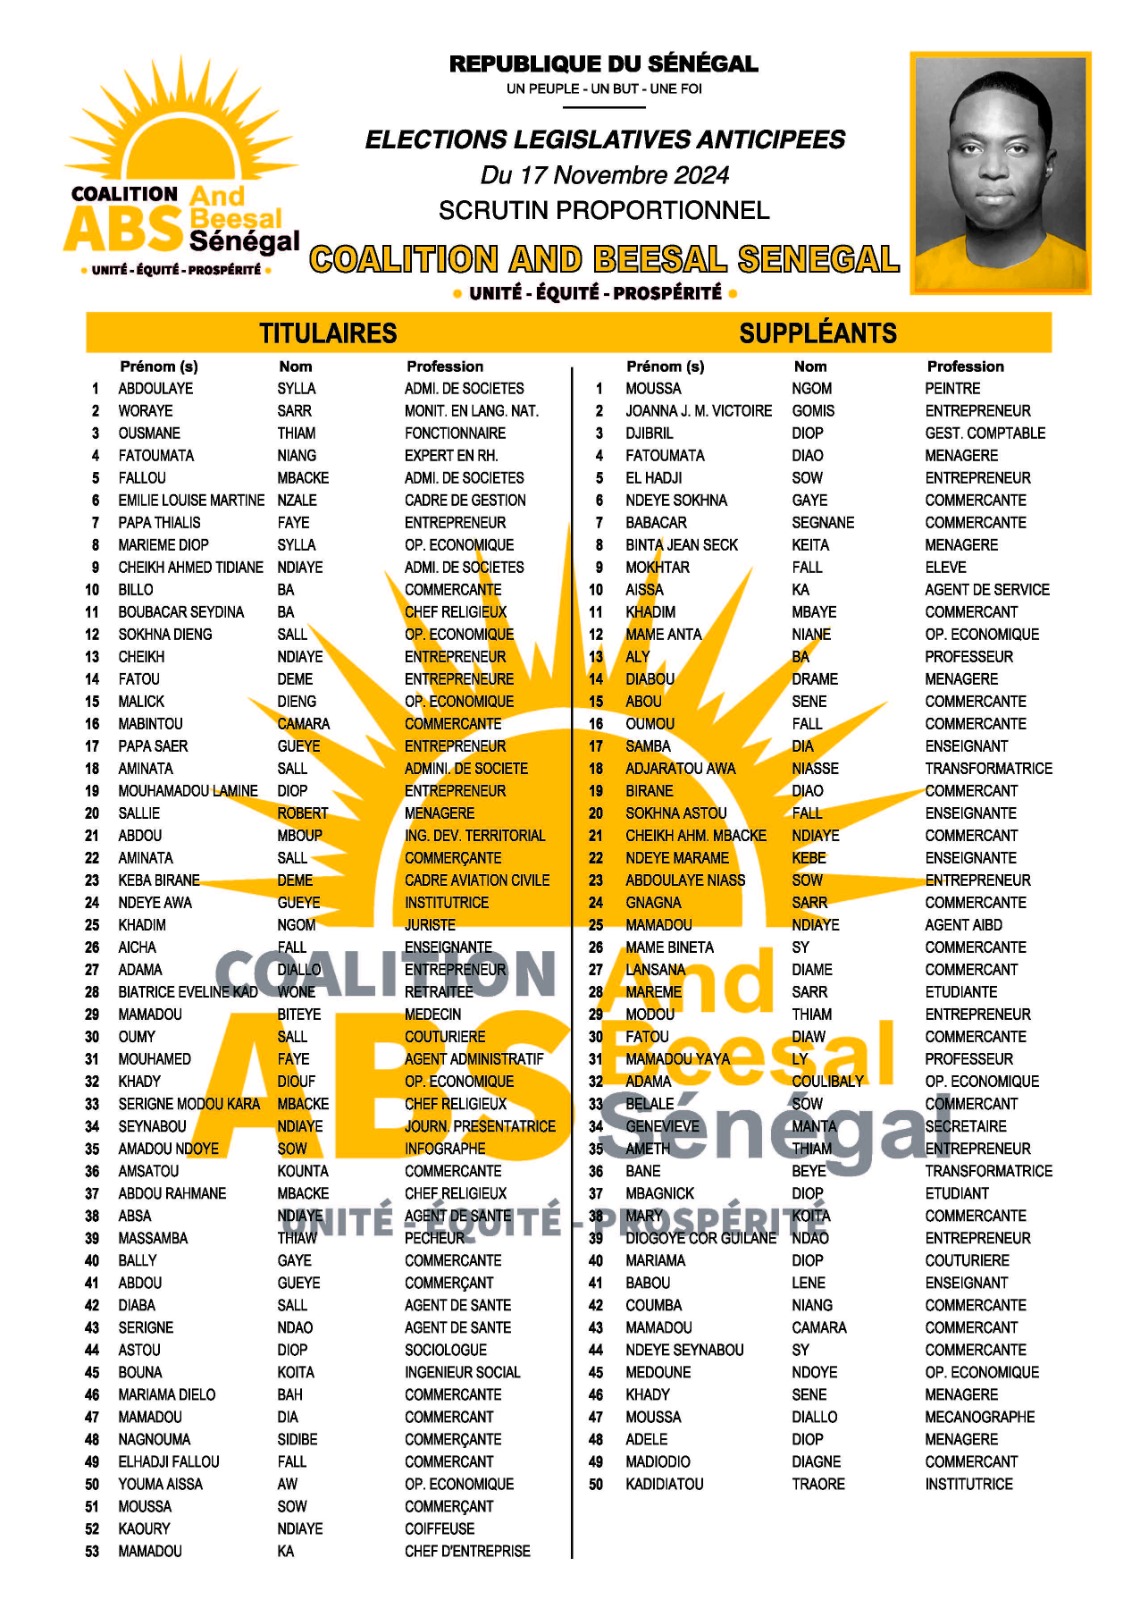 REPUBLIQUE DU SÉNÉGAL
UN PEUPLE - UN BUT - UNE FOI
ELECTIONS LEGISLATIVES ANTICIPEES
Du 17 Novembre 2024
SCRUTIN PROPORTIONNEL
COALITION And
ABS Beesal
Sénégal
• UNITÉ - ÉQUITÉ - PROSPÉRITÉ •
COALITION AND BEESAL SENEGAL
• UNITÉ - ÉQUITÉ - PROSPÉRITÉ •
TITULAIRES
Prénom (s) Nom Profession
1 ABDOULAYE SYLLA ADMI. DE SOCIETES
2 WORAYE SARR MONIT. EN LANG. NAT.
3 OUSMANE THIAM FONCTIONNAIRE
4 FATOUMATA NIANG EXPERT EN RH.
5 FALLOU MBACKE ADMI. DE SOCIETES
6 EMILIE LOUISE MARTINE NZALE CADRE DE GESTION
7 PAPA THIALIS FAYE ENTREPRENEUR
8 MARIEME DIOP SYLLA OP. ECONOMIQUE
9 CHEIKH AHMED TIDIANE NDIAYE ADMI. DE SOCIETES
10 BILLO BA COMMERCANTE
11 BOUBACAR SEYDINA BA CHEF RELIGIEUX
12 SOKHNA DIENG SALL OP. ECONOMIQUE
13 CHEIKH NDIAYE ENTREPRENEUR
14 FATOU DEME ENTREPRENEURE
15 MALICK DIENG OP. ECONOMIQUE
16 MABINTOU CAMARA COMMERCANTE
17 PAPA SAER GUEYE ENTREPRENEUR
18 AMINATA SALL ADMINI. DE SOCIETE
19 MOUHAMADOU LAMINE DIOP ENTREPRENEUR
20 SALLIE ROBERT MENAGERE
21 ABDOU MBOUP ING. DEV. TERRITORIAL
22 AMINATA SALL COMMERÇANTE
23 KEBA BIRANE DEME CADRE AVIATION CIVILE
24 NDEYE AWA GUEYE INSTITUTRICE
25 KHADIM NGOM JURISTE
26 AICHA FALL ENSEIGNANTE
27 ADAMA DIALLO ENTREPRENEUR
28 BIATRICE EVELINE KAD WONE RETRAITEE
29 MAMADOU BITEYE MEDECIN
30 OUMY SALL COUTURIERE
31 MOUHAMED FAYE AGENT ADMINISTRATIF
32 KHADY DIOUF OP. ECONOMIQUE
33 SERIGNE MODOU KARA MBACKE CHEF RELIGIEUX
34 SEYNABOU NDIAYE JOURN. PRESENTATRICE
35 AMADOU NDOYE SOW INFOGRAPHE
36 AMSATOU KOUNTA COMMERCANTE
37 ABDOU RAHMANE MBACKE CHEF RELIGIEUX
38 ABSA NDIAYE AGENT DE SANTE
39 MASSAMBA THIAW PECHEUR
40 BALLY GAYE COMMERCANTE
41 ABDOU GUEYE COMMERÇANT
42 DIABA SALL AGENT DE SANTE
43 SERIGNE NDAO AGENT DE SANTE
44 ASTOU DIOP SOCIOLOGUE
45 BOUNA KOITA INGENIEUR SOCIAL
46 MARIAMA DIELO BAH COMMERCANTE
47 MAMADOU DIA COMMERCANT
48 NAGNOUMA SIDIBE COMMERÇANTE
49 ELHADJI FALLOU FALL COMMERCANT
50 YOUMA AISSA AW OP. ECONOMIQUE
51 MOUSSA SOW COMMERÇANT
52 KAOURY NDIAYE COIFFEUSE
53 MAMADOU KA CHEF D'ENTREPRISE
SUPPLÉANTS
Prénom (s) Nom Profession
1 MOUSSA NGOM PEINTRE
2 JOANNA J. M. VICTOIRE GOMIS ENTREPRENEUR
3 DJIBRIL DIOP GEST. COMPTABLE
4 FATOUMATA DIAO MENAGERE
5 EL HADJI SOW ENTREPRENEUR
6 NDEYE SOKHNA GAYE COMMERCANTE
7 BABACAR SEGNANE COMMERCANTE
8 BINTA JEAN SECK KEITA MENAGERE
9 MOKHTAR FALL ELEVE
10 AISSA KA AGENT DE SERVICE
11 KHADIM MBAYE COMMERCANT
12 MAME ANTA NIANE OP. ECONOMIQUE
13 ALY BA PROFESSEUR
14 DIABOU DRAME MENAGERE
15 ABOU SENE COMMERCANTE
16 OUMOU FALL COMMERCANTE
17 SAMBA DIA ENSEIGNANT
18 ADJARATOU AWA NIASSE TRANSFORMATRICE
19 BIRANE DIAO COMMERCANT
20 SOKHNA ASTOU FALL ENSEIGNANTE
21 CHEIKH AHM. MBACKE NDIAYE COMMERCANT
22 NDEYE MARAME KEBE ENSEIGNANTE
23 ABDOULAYE NIASS SOW ENTREPRENEUR
24 GNAGNA SARR COMMERCANTE
25 MAMADOU NDIAYE AGENT AIBD
26 MAME BINETA SY COMMERCANTE
27 LANSANA DIAME COMMERCANT
28 MAREME SARR ETUDIANTE
29 MODOU THIAM ENTREPRENEUR
30 FATOU DIAW COMMERCANTE
31 MAMADOU YAYA LY PROFESSEUR
32 ADAMA COULIBALY OP. ECONOMIQUE
33 BELALE SOW COMMERCANT
34 GENEVIEVE MANTA SECRETAIRE
35 AMETH THIAM ENTREPRENEUR
36 BANE BEYE TRANSFORMATRICE
37 MBAGNICK DIOP ETUDIANT
38 MARY KOITA COMMERCANTE
39 DIOGOYE COR GUILANE NDAO ENTREPRENEUR
40 MARIAMA DIOP COUTURIERE
41 BABOU LENE ENSEIGNANT
42 COUMBA NIANG COMMERCANTE
43 MAMADOU CAMARA COMMERCANT
44 NDEYE SEYNABOU SY COMMERCANTE
45 MEDOUNE NDOYE OP. ECONOMIQUE
46 KHADY SENE MENAGERE
47 MOUSSA DIALLO MECANOGRAPHE
48 ADELE DIOP MENAGERE
49 MADIODIO DIAGNE COMMERCANT
50 KADIDIATOU TRAORE INSTITUTRICE
COALITION And
ABS Beesal
Sénégal
UNITÉ - ÉQUITÉ - PROSPÉRITÉ